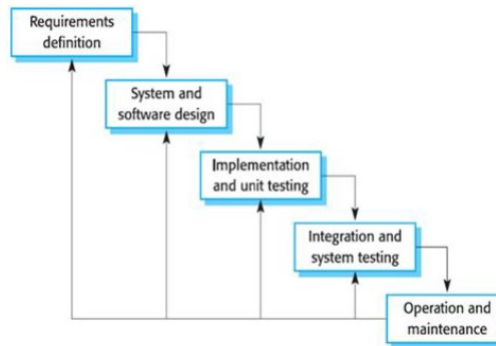 Requirements
definition
System and
software design
Implementation
and unit testing
Integration and
system testing
Operation and
maintenance